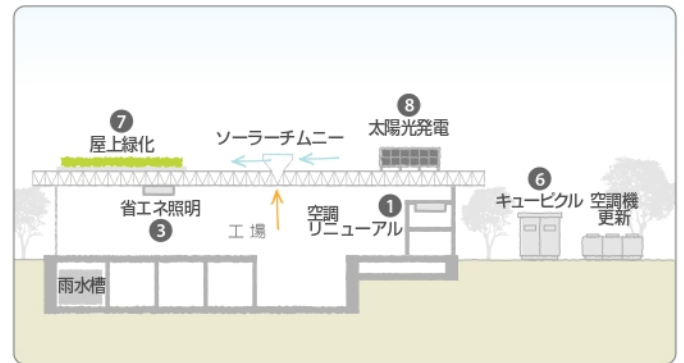 8
太陽光発電
7
屋上緑化
ソーラーチムニー
6
キュービクル
空調機
更新
省エネ照明
3
工場
空調
リニューアル
1
雨水槽